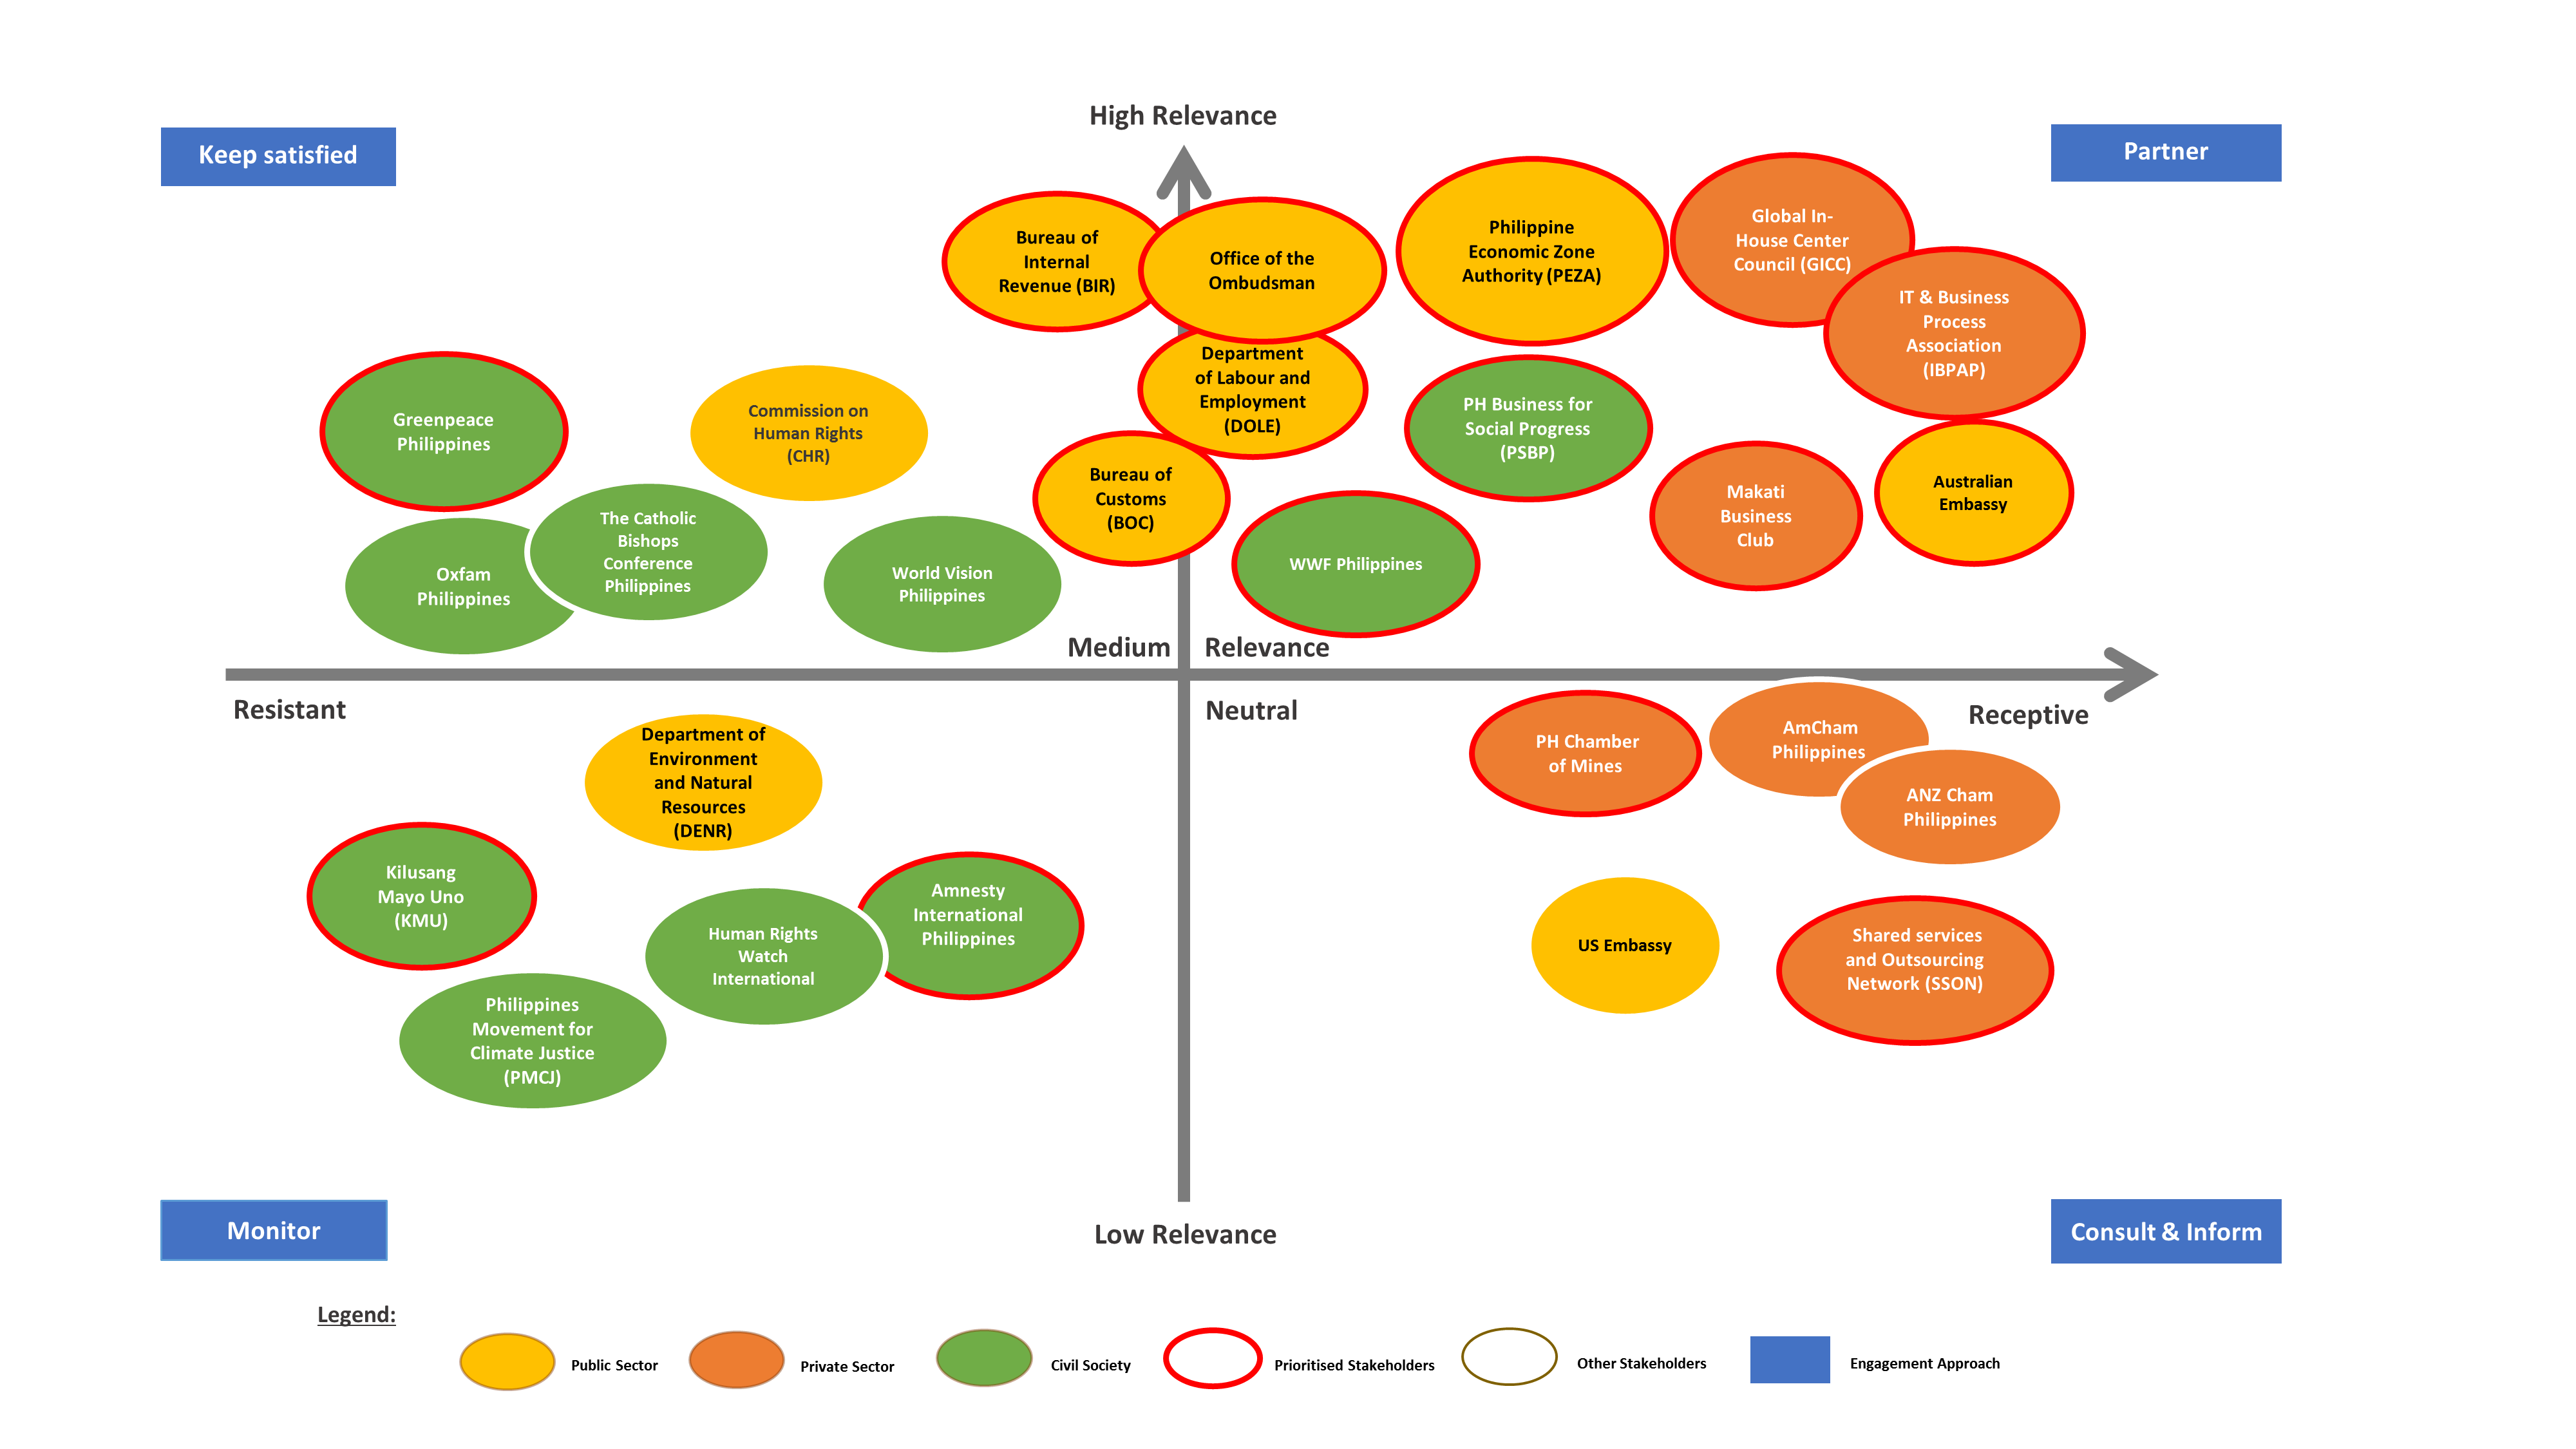 High Relevance
Keep satisfied
Partner
Bureau of
Internal
Revenue (BIR)
Office of the
Ombudsman
Philippine
Economic Zone
Authority (PEZA)
Global In-
House Center
Council (GICC)
IT & Business
Process
Association
(IBPAP)
Department
of Labour and
Employment
(DOLE)
Greenpeace
Philippines
Commission on
Human Rights
(CHR)
PH Business for
Social Progress
(PSBP)
Bureau of
Customs
(BOC)
Makati
Business
Club
Australian
Embassy
The Catholic
Bishops
Conference
Philippines
Oxfam
Philippines
World Vision
Philippines
WWF Philippines
Medium
Relevance
Resistant
Neutral
Receptive
Department of
Environment
and Natural
Resources
(DENR)
PH Chamber
of Mines
AmCham
Philippines
ANZ Cham
Philippines
Kilusang
Mayo Uno
(KMU)
Amnesty
International
Philippines
Human Rights
Watch
International
US Embassy
Shared services
and Outsourcing
Network (SSON)
Philippines
Movement for
Climate Justice
(PMCJ)
Monitor
Low Relevance
Consult & Inform
Legend:
Public Sector
Private Sector
Civil Society
Prioritised Stakeholders
Other Stakeholders
Engagement Approach